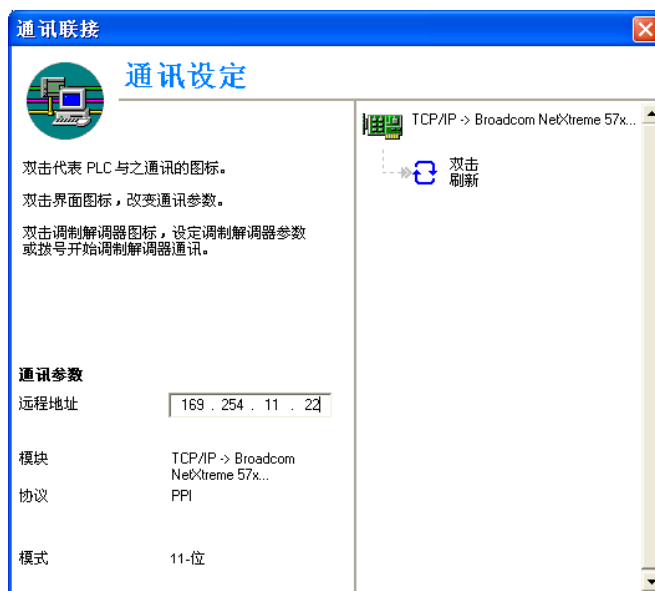 通讯联接
通讯设定
双击代表 PLC 与之通讯的图标。
双击界面图标，改变通讯参数。
双击调制解调器图标，设定调制解调器参数
或拨号开始调制解调器通讯。
通讯参数
远程地址 169 . 254 . 11 . 22
模块 TCP/IP -> Broadcom
NetXtreme 57x...
协议 PPI
模式 11-位
TCP/IP -> Broadcom NetXtreme 57x...
双击
刷新